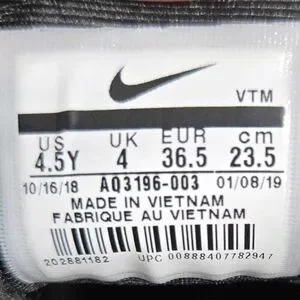 VTM
US UK EUR cm
4.5Y 4 36.5 23.5
10/16/18 AQ3196-003 01/08/19
MADE IN VIETNAM
FABRIQUE AU VIETNAM
202881182 UPC 00888407782947